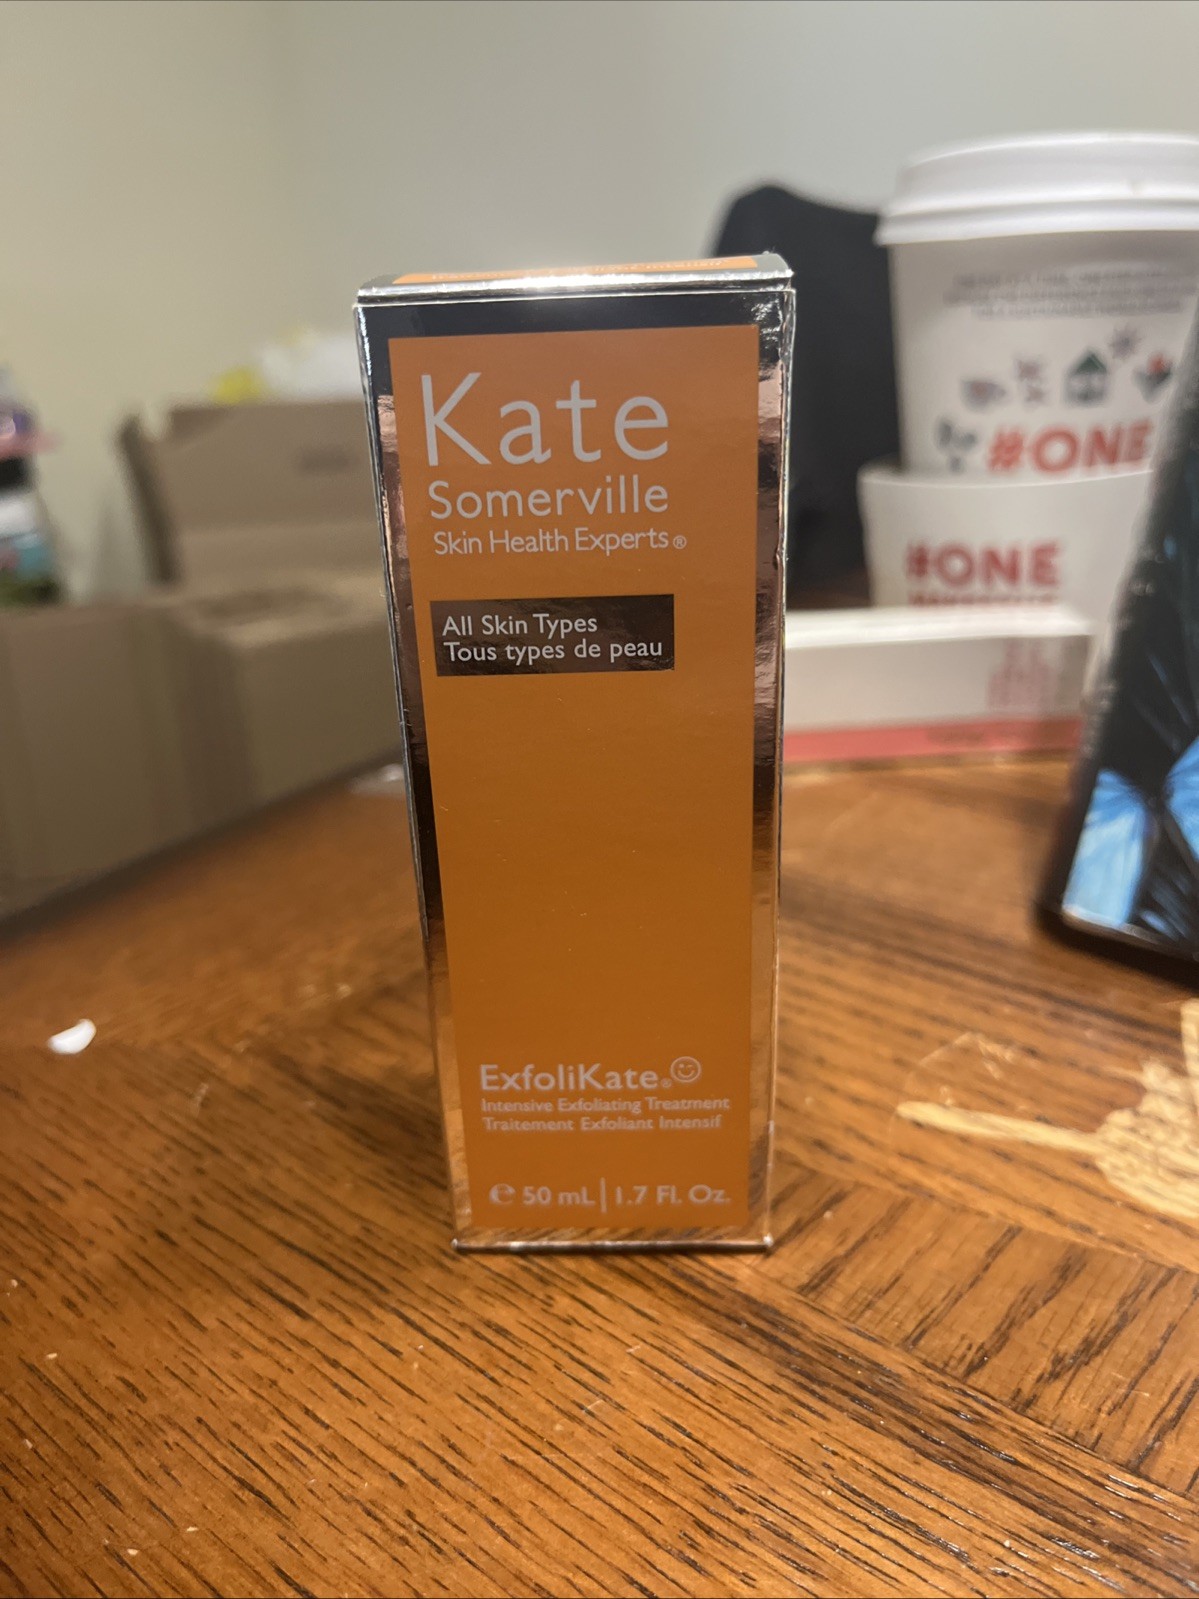 Kate
Somerville
Skin Health Experts®
All Skin Types
Tous types de peau
ExfoliKate®
Intensive Exfoliating Treatment
Traitement Exfoliant Intensif
℮ 50 mL | 1.7 Fl. Oz.
#ONE
#ONE